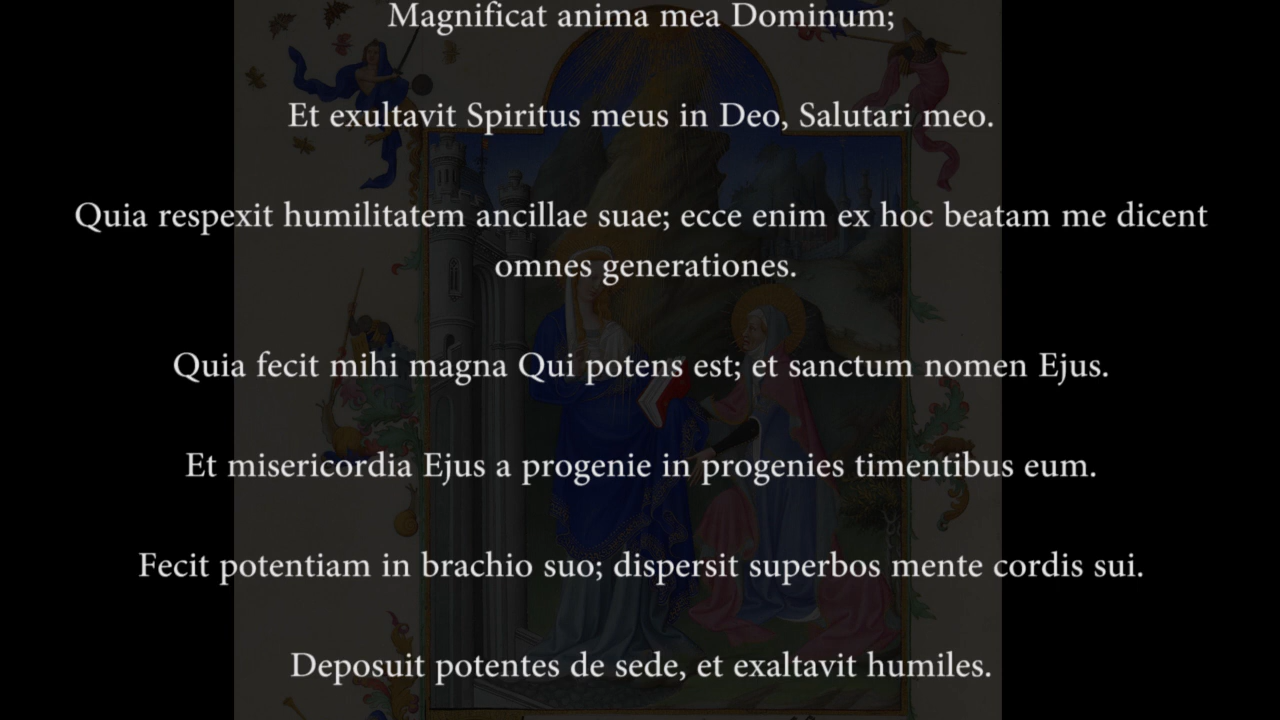 Magnificat anima mea Dominum;
Et exultavit Spiritus meus in Deo, Salutari meo.
Quia respexit humilitatem ancillae suae; ecce enim ex hoc beatam me dicent
omnes generationes.
Quia fecit mihi magna Qui potens est; et sanctum nomen Ejus.
Et misericordia Ejus a progenie in progenies timentibus eum.
Fecit potentiam in brachio suo; dispersit superbos mente cordis sui.
Deposuit potentes de sede, et exaltavit humiles.